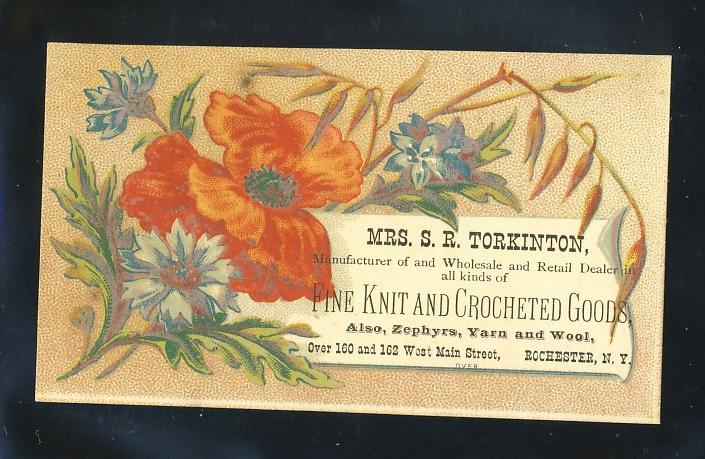 MRS. S. R. TORKINTON,
Manufacturer of and Wholesale and Retail Dealer in
all kinds of
FINE KNIT AND CROCHETED GOODS,
Also, Zephyrs, Yarn and Wool,
Over 160 and 162 West Main Street, ROCHESTER, N. Y.
OVER